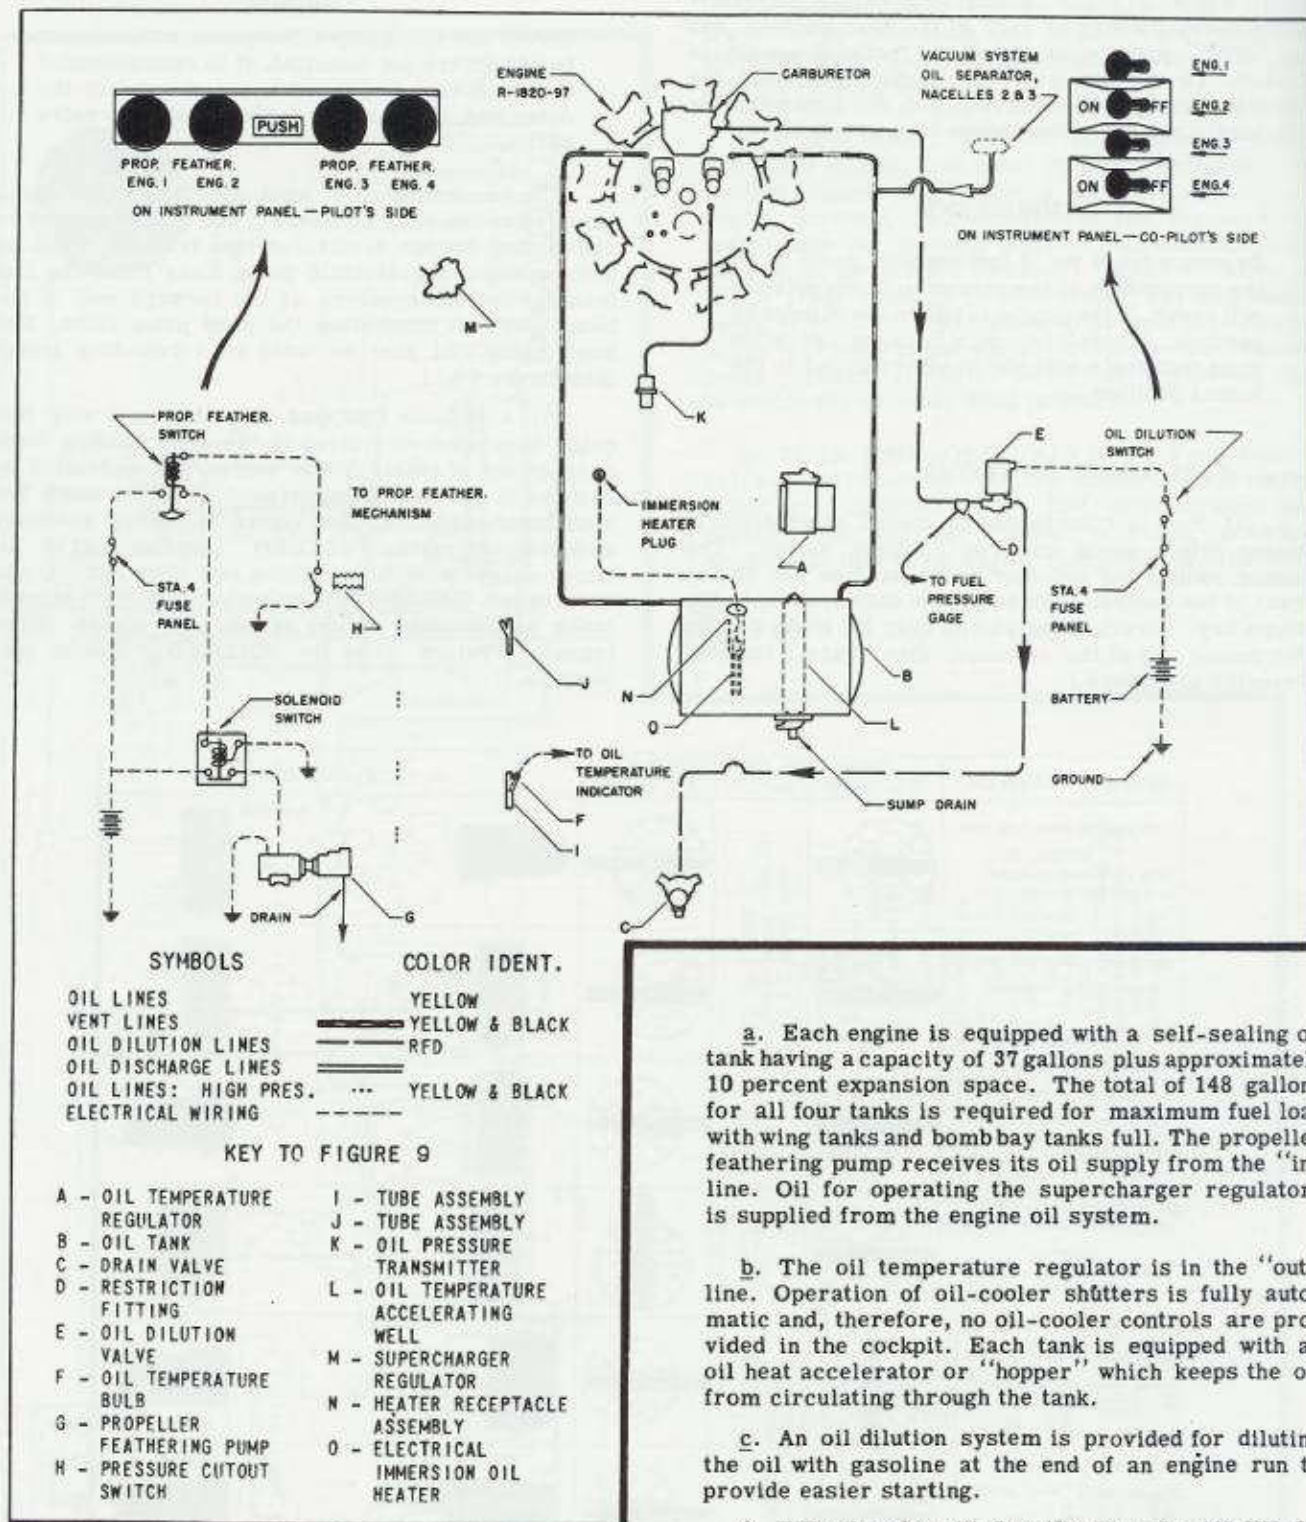 ENGINE
R-1820-97
CARBURETOR
VACUUM SYSTEM
OIL SEPARATOR,
NACELLES 2 & 3
ENG.1
ON OFF ENG.2
ENG.3
ON OFF ENG.4
ON INSTRUMENT PANEL—CO-PILOT'S SIDE
PUSH
PROP. FEATHER. PROP. FEATHER.
ENG. 1 ENG. 2 ENG. 3 ENG. 4
ON INSTRUMENT PANEL—PILOT'S SIDE
M
K
PROP. FEATHER.
SWITCH
TO PROP. FEATHER.
MECHANISM
STA. 4
FUSE
PANEL
H
J
IMMERSION
HEATER
PLUG
A
E
OIL DILUTION
SWITCH
D
TO FUEL
PRESSURE
GAGE
STA. 4
FUSE
PANEL
N
B
O
L
BATTERY
SOLENOID
SWITCH
TO OIL
TEMPERATURE
INDICATOR
F
I
SUMP DRAIN
GROUND
DRAIN
G
C
SYMBOLS COLOR IDENT.
OIL LINES YELLOW
VENT LINES YELLOW & BLACK
OIL DILUTION LINES RED
OIL DISCHARGE LINES
OIL LINES: HIGH PRES. YELLOW & BLACK
ELECTRICAL WIRING
KEY TO FIGURE 9
A - OIL TEMPERATURE
REGULATOR
B - OIL TANK
C - DRAIN VALVE
D - RESTRICTION
FITTING
E - OIL DILUTION
VALVE
F - OIL TEMPERATURE
BULB
G - PROPELLER
FEATHERING PUMP
H - PRESSURE CUTOUT
SWITCH
I - TUBE ASSEMBLY
J - TUBE ASSEMBLY
K - OIL PRESSURE
TRANSMITTER
L - OIL TEMPERATURE
ACCELERATING
WELL
M - SUPERCHARGER
REGULATOR
N - HEATER RECEPTACLE
ASSEMBLY
O - ELECTRICAL
IMMERSION OIL
HEATER
a. Each engine is equipped with a self-sealing o
tank having a capacity of 37 gallons plus approximate
10 percent expansion space. The total of 148 gallon
for all four tanks is required for maximum fuel loa
with wing tanks and bomb bay tanks full. The propelle
feathering pump receives its oil supply from the "in
line. Oil for operating the supercharger regulator
is supplied from the engine oil system.
b. The oil temperature regulator is in the "out
line. Operation of oil-cooler shutters is fully auto
matic and, therefore, no oil-cooler controls are pro
vided in the cockpit. Each tank is equipped with a
oil heat accelerator or "hopper" which keeps the o
from circulating through the tank.
c. An oil dilution system is provided for dilutin
the oil with gasoline at the end of an engine run t
provide easier starting.